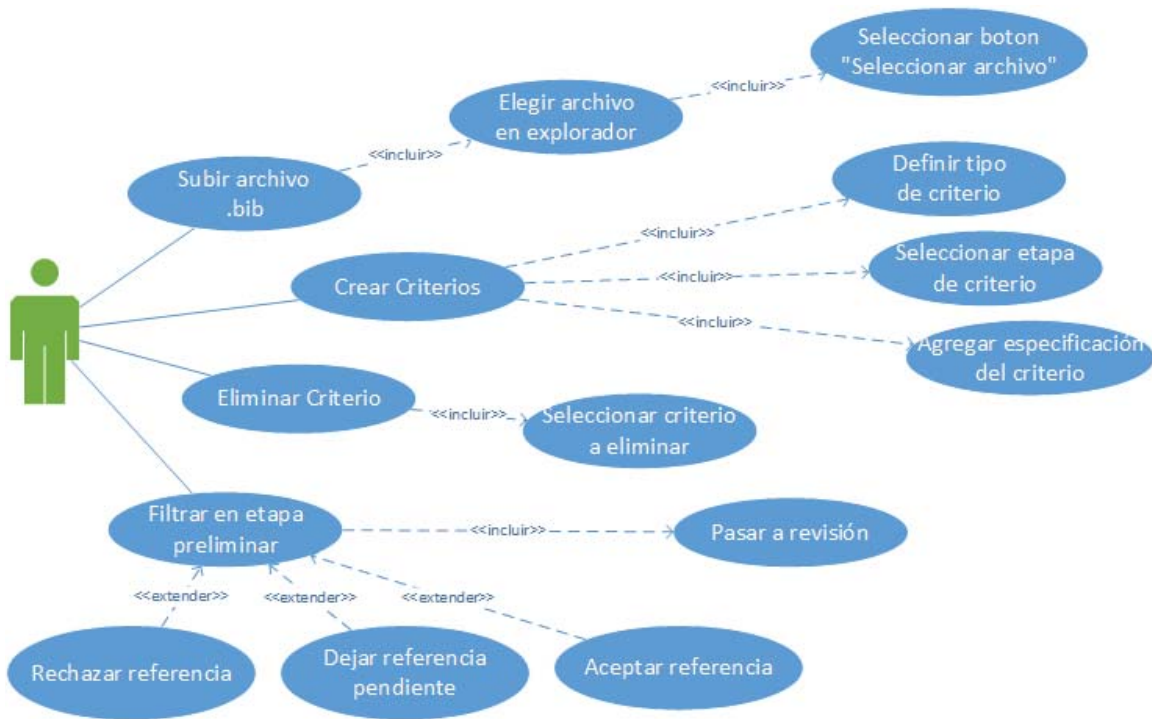 Seleccionar boton
"Seleccionar archivo"
<<incluir>>
Elegir archivo
en explorador
<<incluir>>
Subir archivo
.bib
Definir tipo
de criterio
<<incluir>>
Seleccionar etapa
de criterio
<<incluir>>
Crear Criterios
<<incluir>>
Agregar especificación
del criterio
Eliminar Criterio
<<incluir>>
Seleccionar criterio
a eliminar
Filtrar en etapa
preliminar
<<incluir>>
Pasar a revisión
<<extender>>
<<extender>>
<<extender>>
Rechazar referencia
Dejar referencia
pendiente
Aceptar referencia